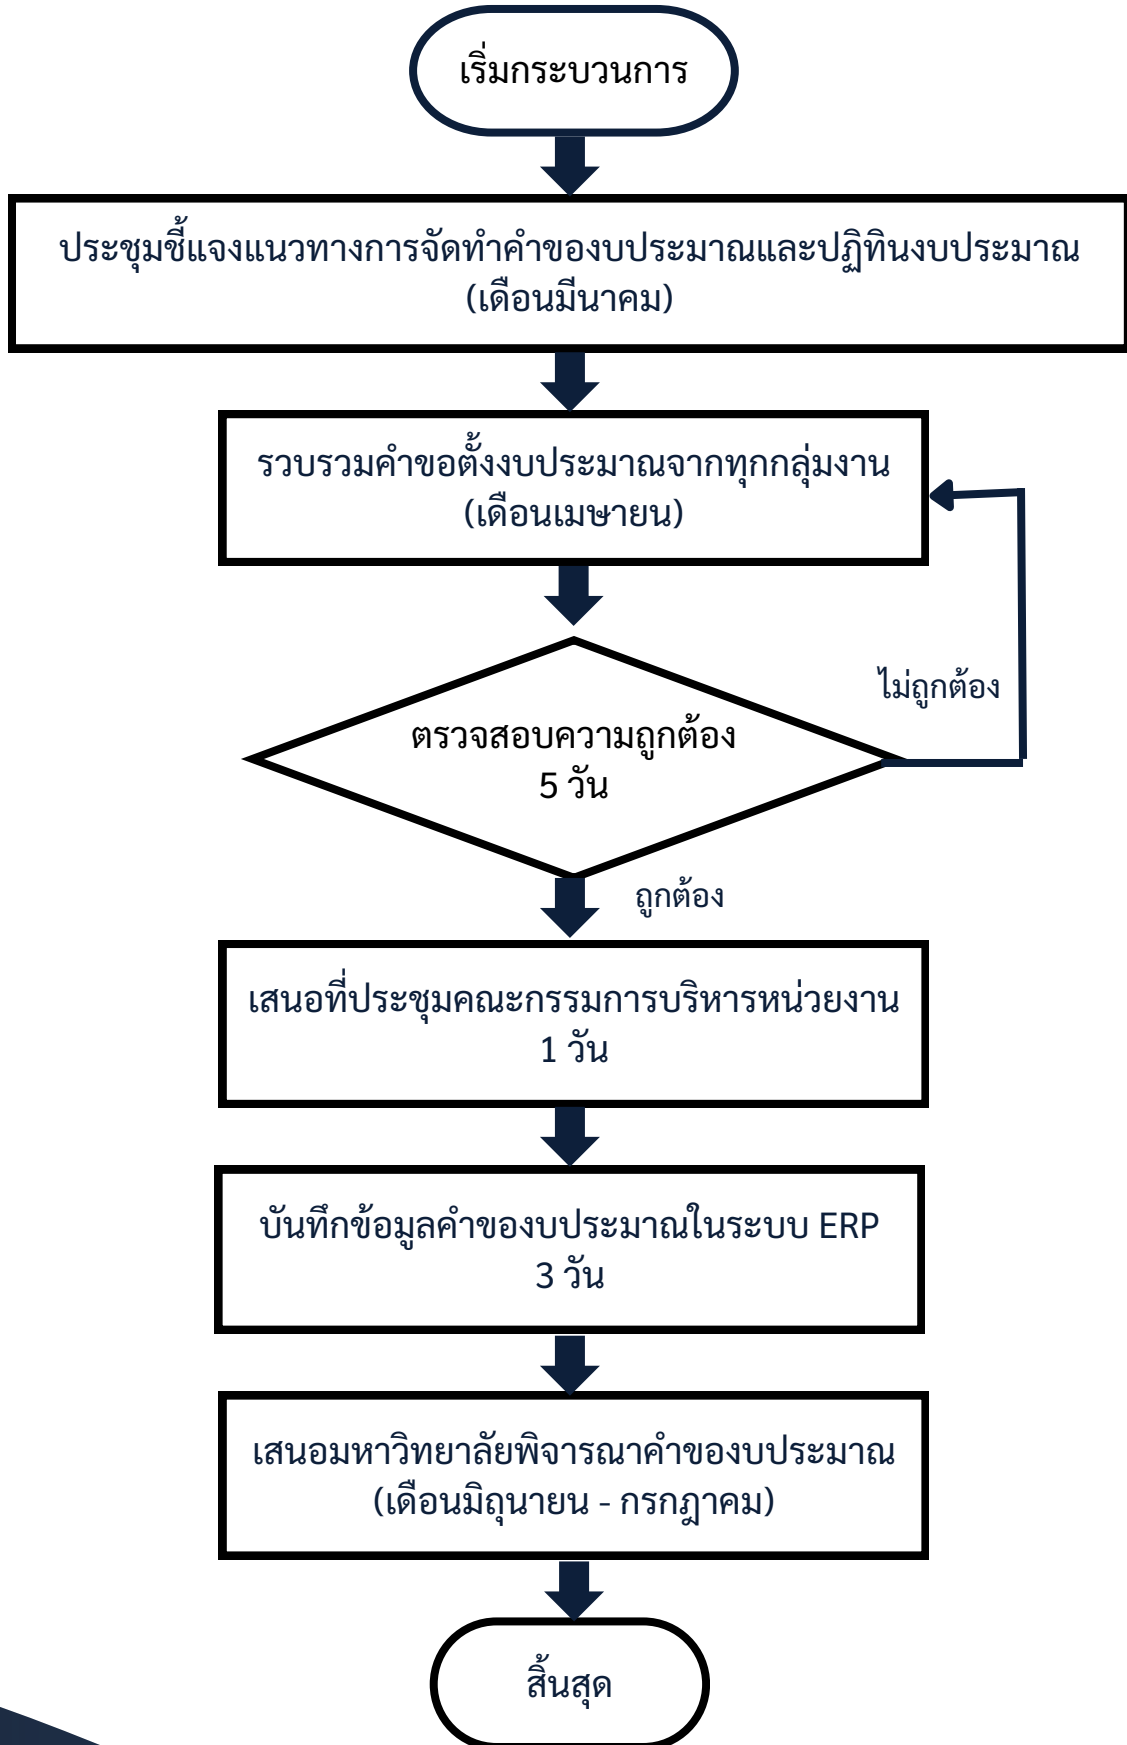 เริ่มกระบวนการ
ประชุมชี้แจงแนวทางการจัดทำคำของบประมาณและปฏิทินงบประมาณ
(เดือนมีนาคม)
รวบรวมคำขอตั้งงบประมาณจากทุกกลุ่มงาน
(เดือนเมษายน)
ไม่ถูกต้อง
ตรวจสอบความถูกต้อง
5 วัน
ถูกต้อง
เสนอที่ประชุมคณะกรรมการบริหารหน่วยงาน
1 วัน
บันทึกข้อมูลคำของบประมาณในระบบ ERP
3 วัน
เสนอมหาวิทยาลัยพิจารณาคำของบประมาณ
(เดือนมิถุนายน - กรกฎาคม)
สิ้นสุด